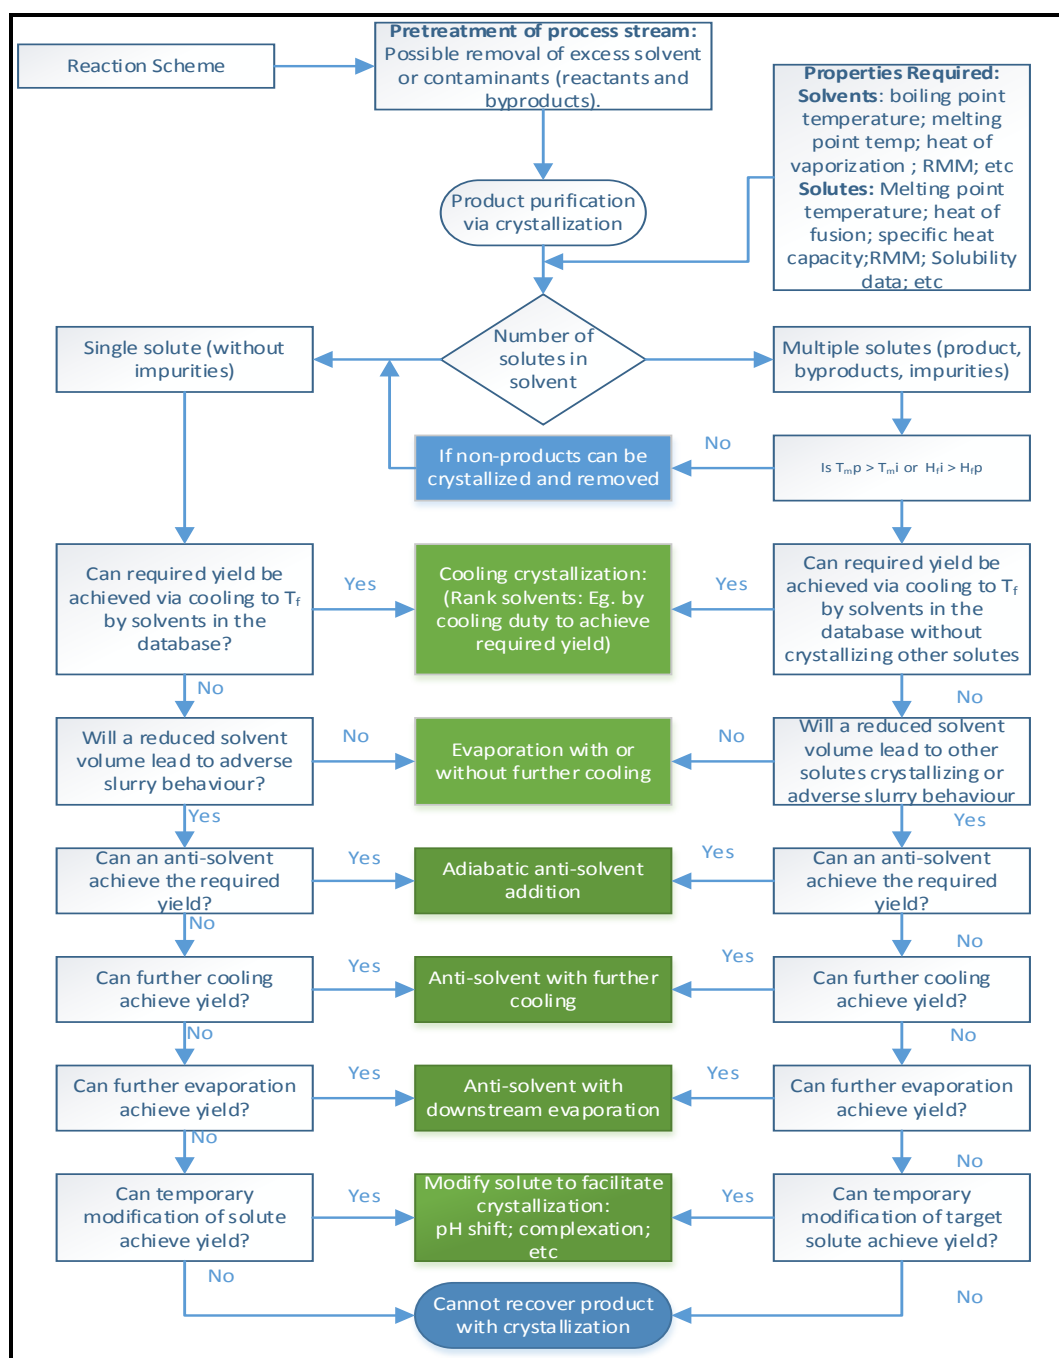 Reaction Scheme
Pretreatment of process stream:
Possible removal of excess solvent
or contaminants (reactants and
byproducts).
Properties Required:
Solvents: boiling point
temperature; melting
point temp; heat of
vaporization ; RMM; etc
Solutes: Melting point
temperature; heat of
fusion; specific heat
capacity;RMM; Solubility
data; etc
Product purification
via crystallization
Number of
solutes in
solvent
Single solute (without
impurities)
Multiple solutes (product,
byproducts, impurities)
If non-products can be
crystallized and removed
No
Is Tmp > Tmi or Hfi > Hfp
Can required yield be
achieved via cooling to Tf
by solvents in the
database?
Yes
Cooling crystallization:
(Rank solvents: Eg. by
cooling duty to achieve
required yield)
Yes
Can required yield be
achieved via cooling to Tf
by solvents in the
database without
crystallizing other solutes
No
No
Will a reduced solvent
volume lead to adverse
slurry behaviour?
No
Evaporation with or
without further cooling
No
Will a reduced solvent
volume lead to other
solutes crystallizing or
adverse slurry behaviour
Yes
Yes
Can an anti-solvent
achieve the required
yield?
Yes
Adiabatic anti-solvent
addition
Yes
Can an anti-solvent
achieve the required
yield?
No
No
Can further cooling
achieve yield?
Yes
Anti-solvent with further
cooling
Yes
Can further cooling
achieve yield?
No
No
Can further evaporation
achieve yield?
Yes
Anti-solvent with
downstream evaporation
Yes
Can further evaporation
achieve yield?
No
No
Can temporary
modification of solute
achieve yield?
Yes
Modify solute to facilitate
crystallization:
pH shift; complexation;
etc
Yes
Can temporary
modification of target
solute achieve yield?
No
No
Cannot recover product
with crystallization